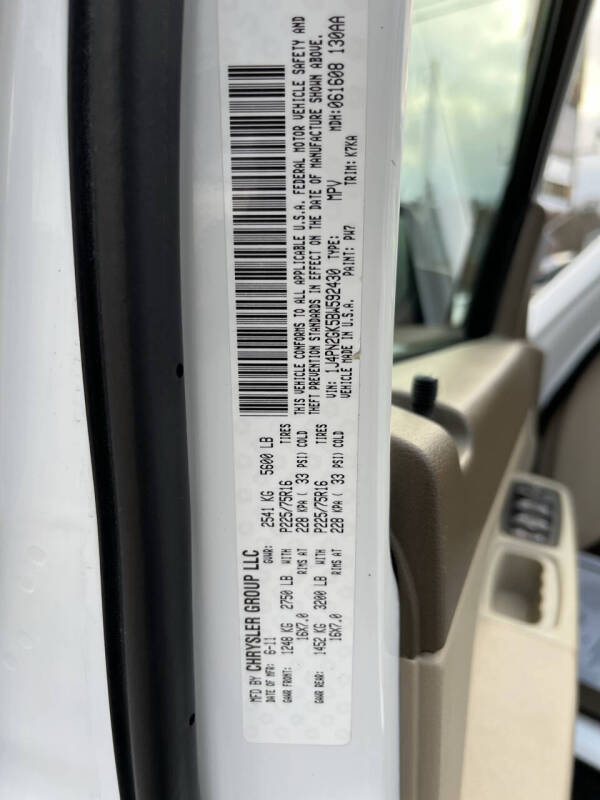 MFD BY CHRYSLER GROUP LLC
DATE OF MFR: 6-11 GVWR: 2541 KG 5600 LB
GAWR FRONT: 1248 KG 2750 LB WITH P225/75R16 TIRES
16X7.0 RIMS AT 228 KPA ( 33 PSI) COLD
GAWR REAR: 1452 KG 3200 LB WITH P225/75R16 TIRES
16X7.0 RIMS AT 228 KPA ( 33 PSI) COLD
THIS VEHICLE CONFORMS TO ALL APPLICABLE U.S.A. FEDERAL MOTOR VEHICLE SAFETY AND
THEFT PREVENTION STANDARDS IN EFFECT ON THE DATE OF MANUFACTURE SHOWN ABOVE.
VIN: 1J4PN2GK5BW592430 TYPE: MPV MDH:061608 130AA
VEHICLE MADE IN U.S.A. PAINT: PW7 TRIM: K7KA